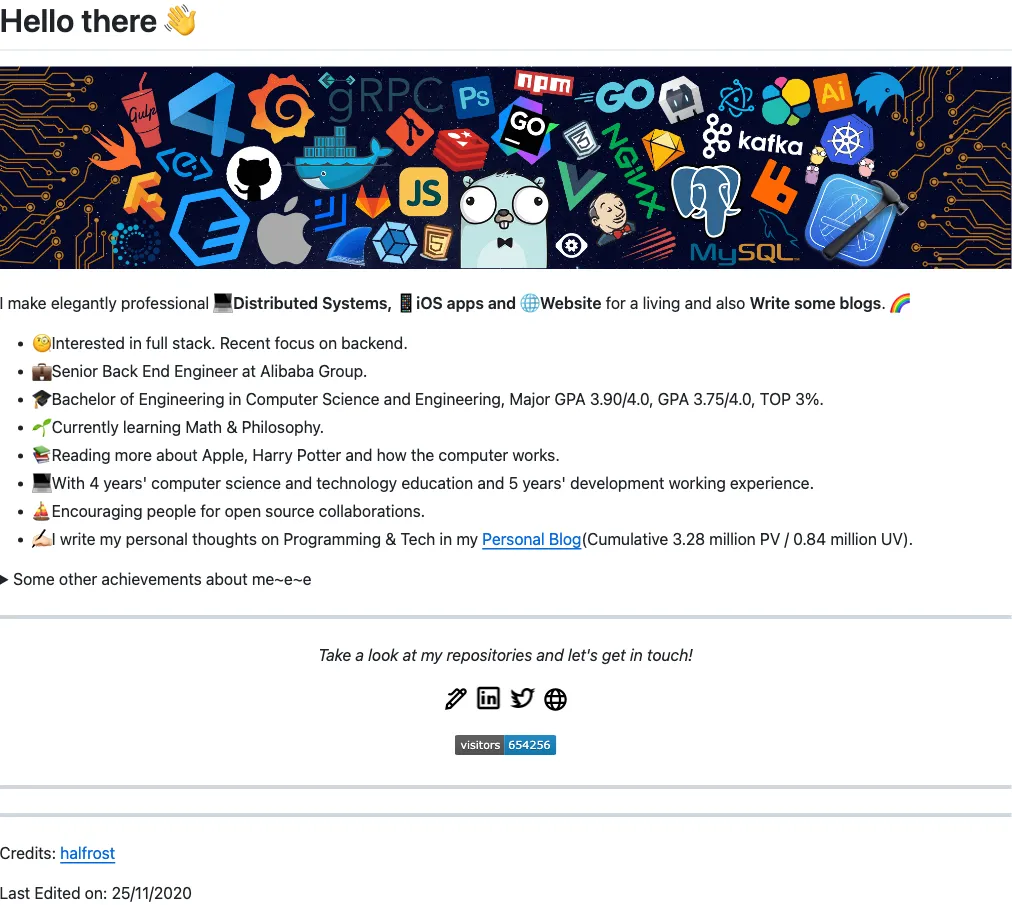 Hello there 👋
gRPC
npm
Ps
GO
Ai
Gulp
GO
kafka
NGiNX
JS
MySQL
I make elegantly professional 💻Distributed Systems, 📱iOS apps and 🌐Website for a living and also Write some blogs. 🌈
• 🧐Interested in full stack. Recent focus on backend.
• 💼Senior Back End Engineer at Alibaba Group.
• 🎓Bachelor of Engineering in Computer Science and Engineering, Major GPA 3.90/4.0, GPA 3.75/4.0, TOP 3%.
• 🌱Currently learning Math & Philosophy.
• 📚Reading more about Apple, Harry Potter and how the computer works.
• 💻With 4 years' computer science and technology education and 5 years' development working experience.
• ⛵Encouraging people for open source collaborations.
• ✍🏻I write my personal thoughts on Programming & Tech in my Personal Blog(Cumulative 3.28 million PV / 0.84 million UV).
▶ Some other achievements about me~e~e
Take a look at my repositories and let's get in touch!
in
visitors 654256
Credits: halfrost
Last Edited on: 25/11/2020